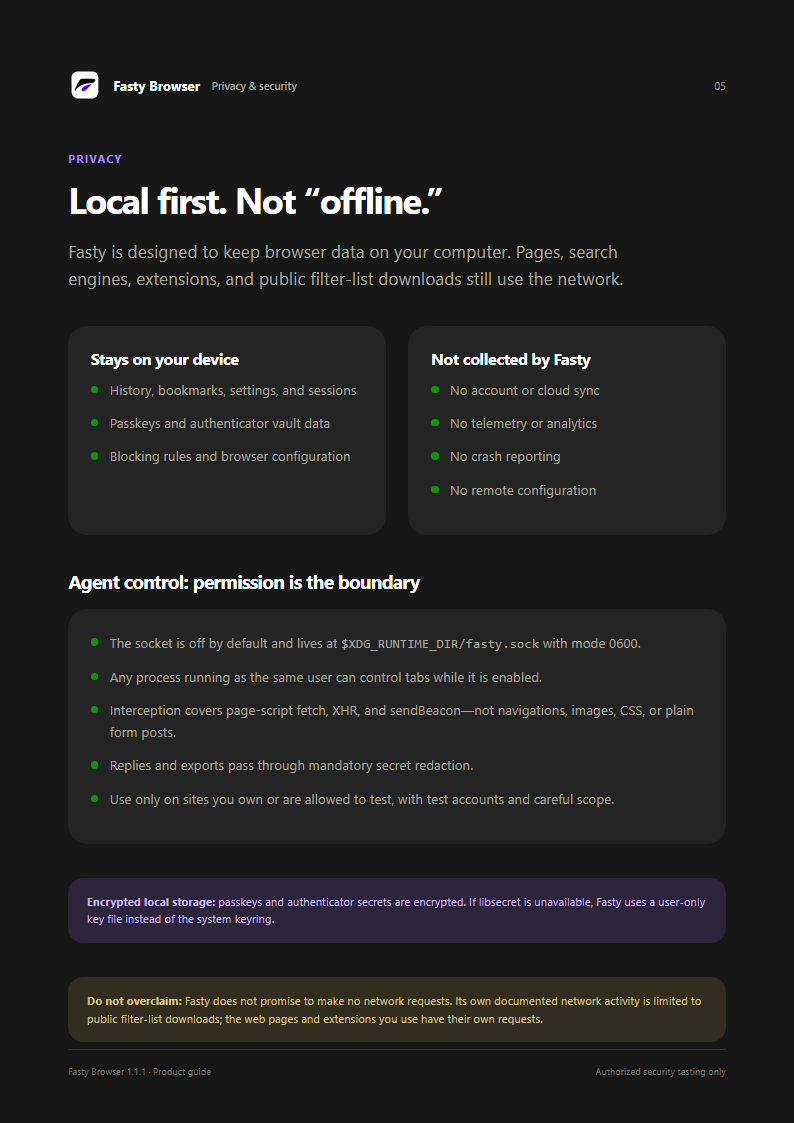 Fasty Browser Privacy & security 05
PRIVACY
Local first. Not “offline.”
Fasty is designed to keep browser data on your computer. Pages, search
engines, extensions, and public filter-list downloads still use the network.
Stays on your device
History, bookmarks, settings, and sessions
Passkeys and authenticator vault data
Blocking rules and browser configuration
Not collected by Fasty
No account or cloud sync
No telemetry or analytics
No crash reporting
No remote configuration
Agent control: permission is the boundary
The socket is off by default and lives at $XDG_RUNTIME_DIR/fasty.sock with mode 0600.
Any process running as the same user can control tabs while it is enabled.
Interception covers page-script fetch, XHR, and sendBeacon—not navigations, images, CSS, or plain
form posts.
Replies and exports pass through mandatory secret redaction.
Use only on sites you own or are allowed to test, with test accounts and careful scope.
Encrypted local storage: passkeys and authenticator secrets are encrypted. If libsecret is unavailable, Fasty uses a user-only
key file instead of the system keyring.
Do not overclaim: Fasty does not promise to make no network requests. Its own documented network activity is limited to
public filter-list downloads; the web pages and extensions you use have their own requests.
Fasty Browser 1.1.1 · Product guide Authorized security testing only